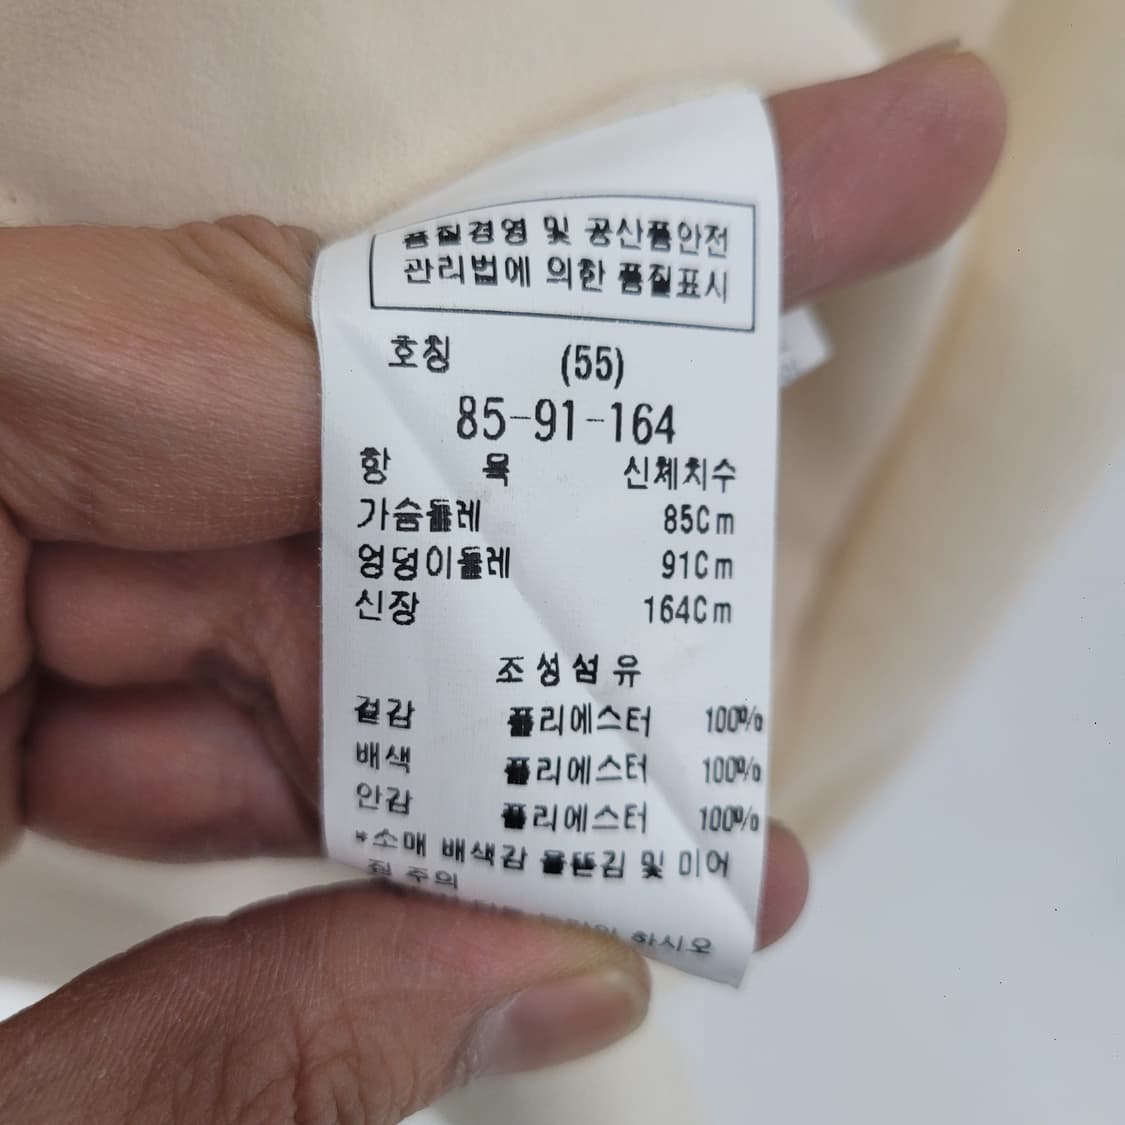 품질경영 및 공산품안전
관리법에 의한 품질표시
호칭 (55)
85-91-164
항 목 신체치수
가슴둘레 85Cm
엉덩이둘레 91Cm
신장 164Cm
조성섬유
겉감 폴리에스터 100%
배색 폴리에스터 100%
안감 폴리에스터 100%
*소매 배색감 올뜯김 및 미어
짐 주의
하시오